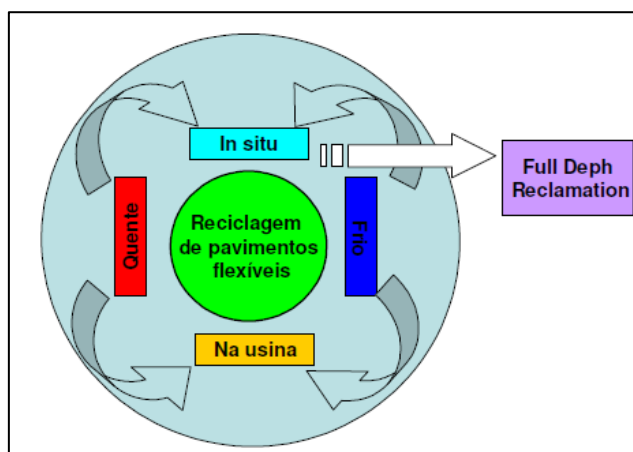 In situ
Full Deph
Reclamation
Quente
Reciclagem
de pavimentos
flexíveis
Frio
Na usina